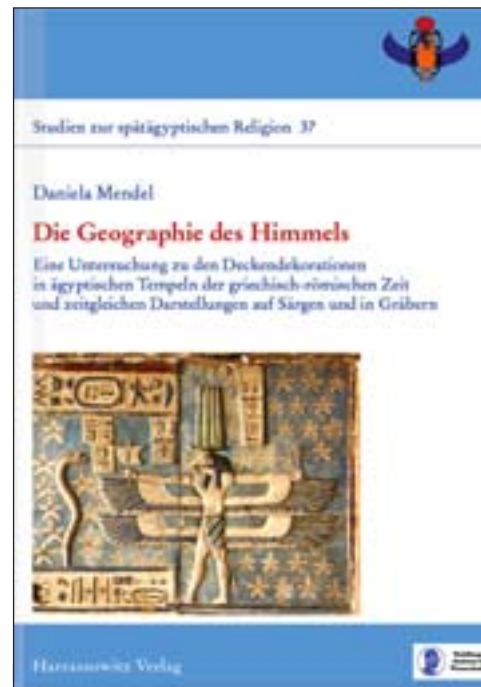 Studien zur spätägyptischen Religion 37
Daniela Mendel
Die Geographie des Himmels
Eine Untersuchung zu den Deckendekorationen
in ägyptischen Tempeln der griechisch-römischen Zeit
und zeitgleichen Darstellungen auf Särgen und in Gräbern
Harrassowitz Verlag